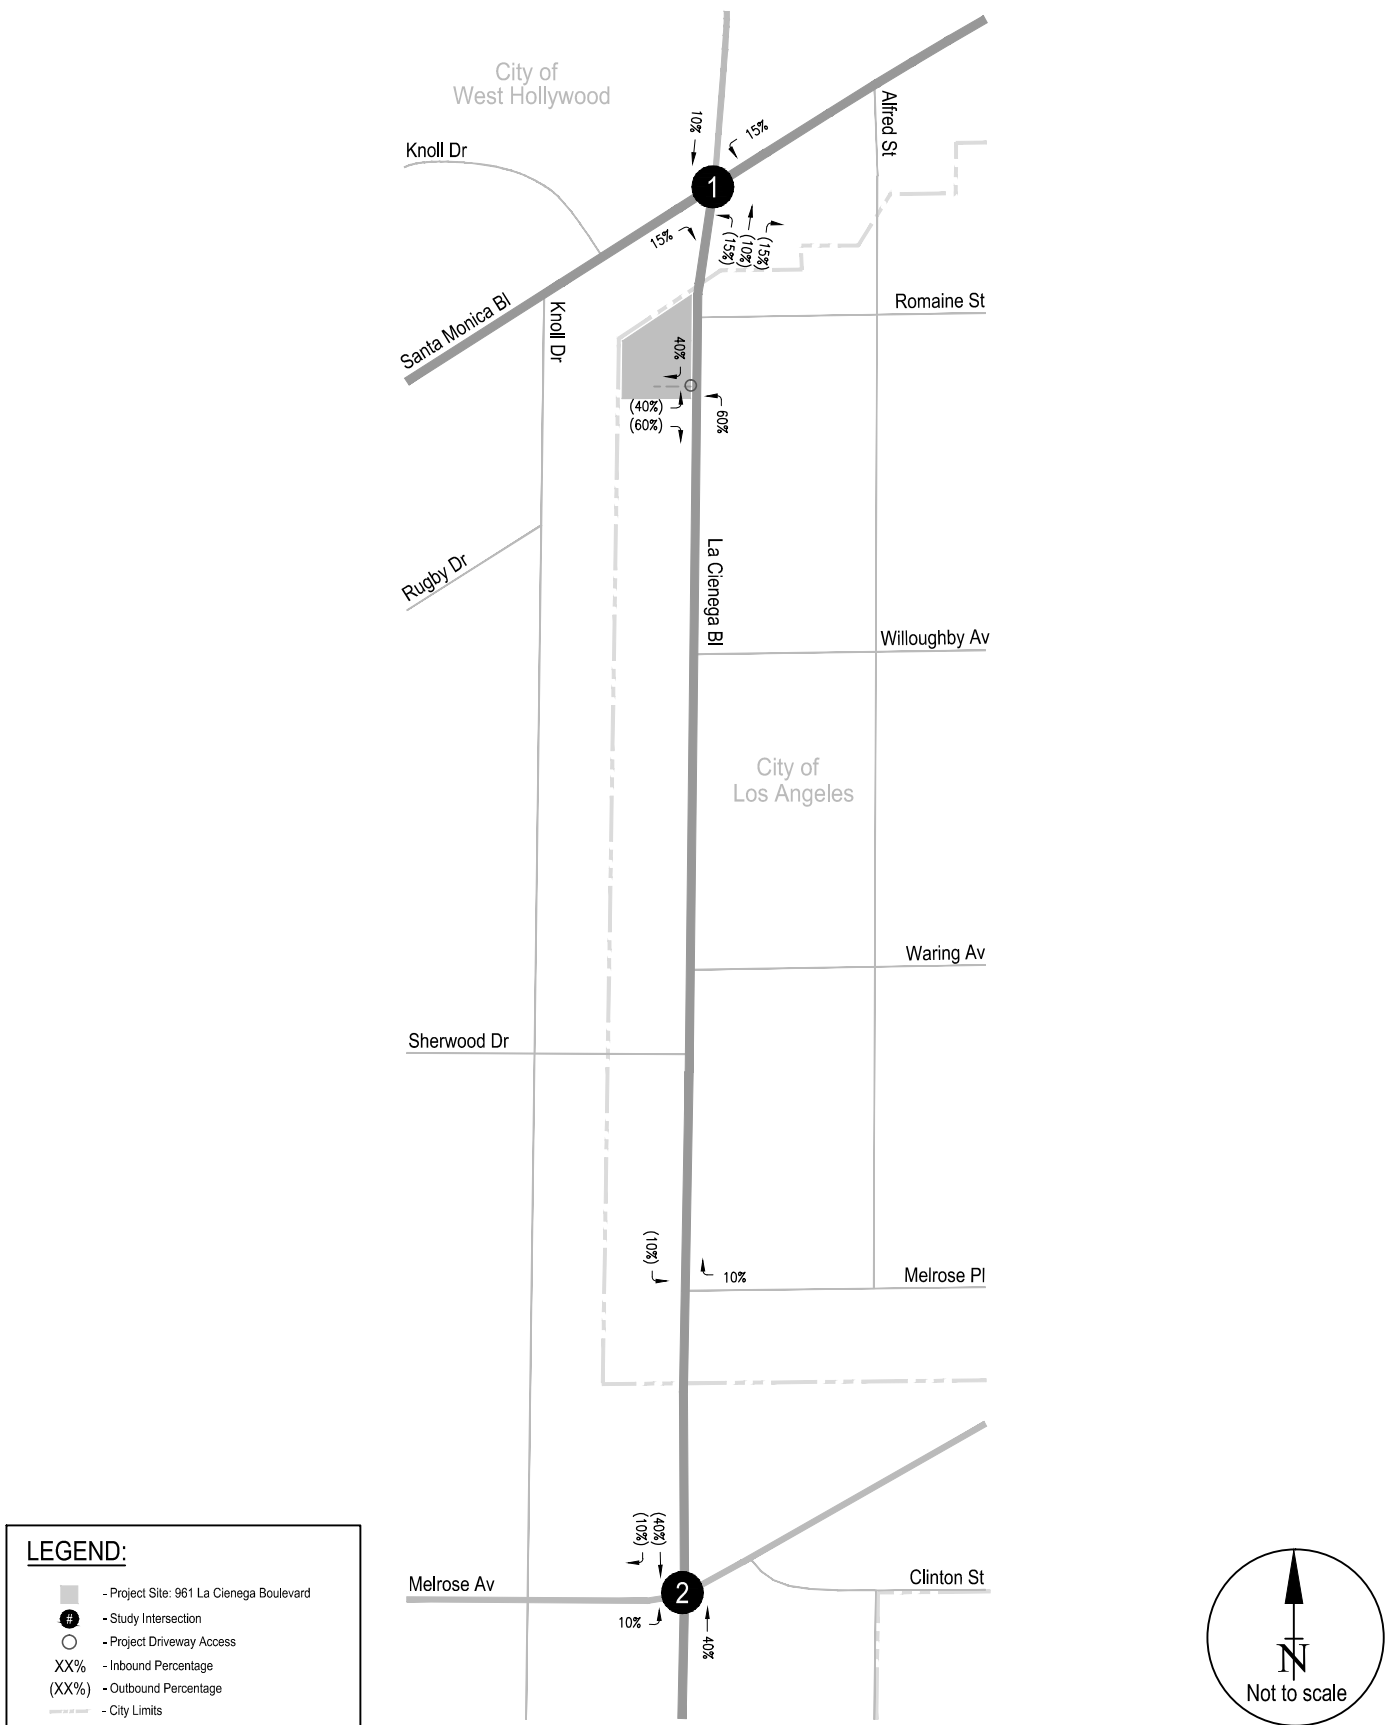 City of
West Hollywood
Alfred St
10%
15%
Knoll Dr
1
15%
(15%)
(10%)
(15%)
Romaine St
Santa Monica Bl
Knoll Dr
40%
(40%)
(60%)
60%
La Cienega Bl
Rugby Dr
Willoughby Av
City of
Los Angeles
Waring Av
Sherwood Dr
(10%)
10%
Melrose Pl
(10%)
(40%)
Melrose Av
2
Clinton St
10%
40%
LEGEND:
- Project Site: 961 La Cienega Boulevard
# - Study Intersection
- Project Driveway Access
XX% - Inbound Percentage
(XX%) - Outbound Percentage
- City Limits
N
Not to scale